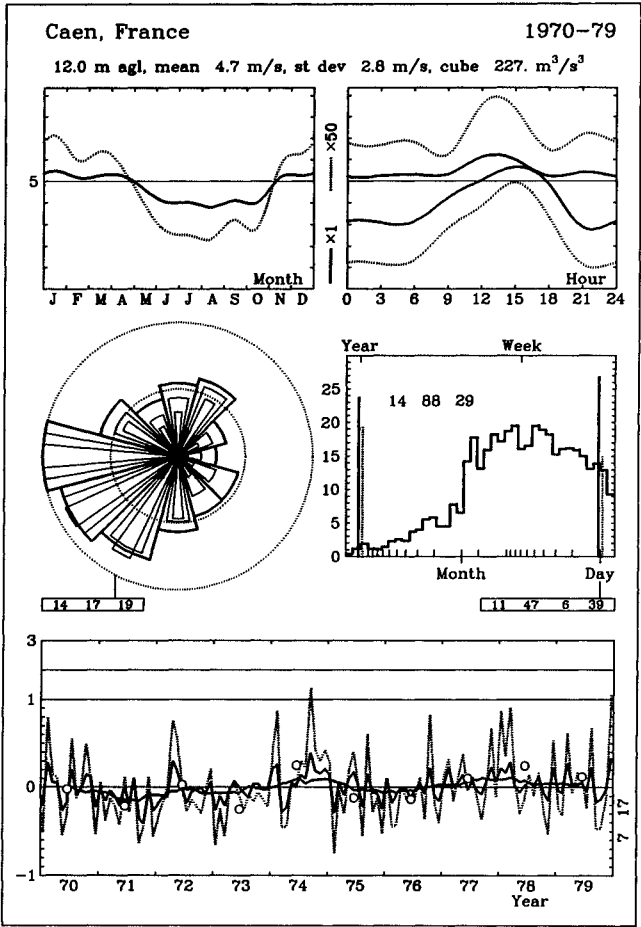 Caen, France 1970-79
12.0 m agl, mean 4.7 m/s, st dev 2.8 m/s, cube 227. m³/s³
5
Month
J F M A M J J A S O N D
×1 ×50
Hour
0 3 6 9 12 15 18 21 24
Year Week
14 88 29
25
20
15
10
5
0
Month Day
14 17 19
11 47 6 39
3
1
0
-1
7 17
70 71 72 73 74 75 76 77 78 79
Year